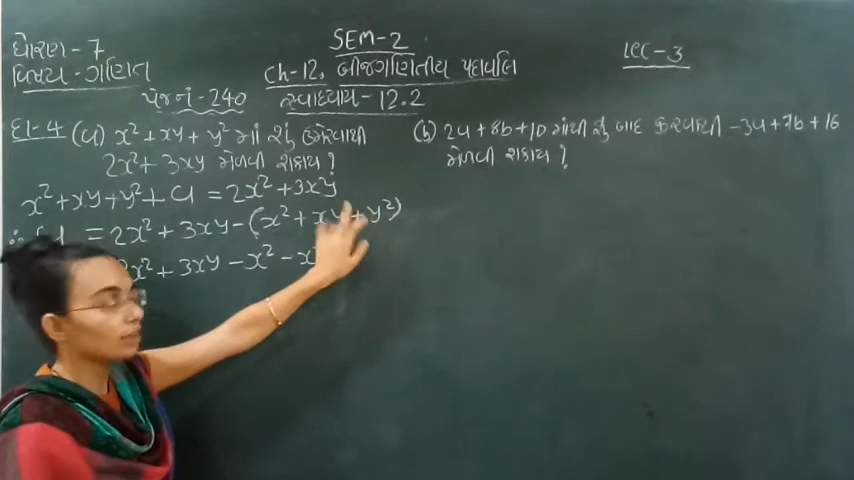 ધોરણ - 7
વિષય - ગણિત
SEM-2
Ch-12, બીજગણિતીય પદાવલિ
સ્વાધ્યાય - 12.2
પેજ નં - 240
LEC-3
દા-4 (a) x² + xy + y² માં શું ઉમેરવાથી
2x² + 3xy મેળવી શકાય ?
x² + xy + y² + a = 2x² + 3xy
∴ = 2x² + 3xy - (x² + xy + y²)
2x² + 3xy - x² - x
(b) 2a + 8b + 10 માંથી શું બાદ કરવાથી -3a + 7b + 16
મેળવી શકાય ?